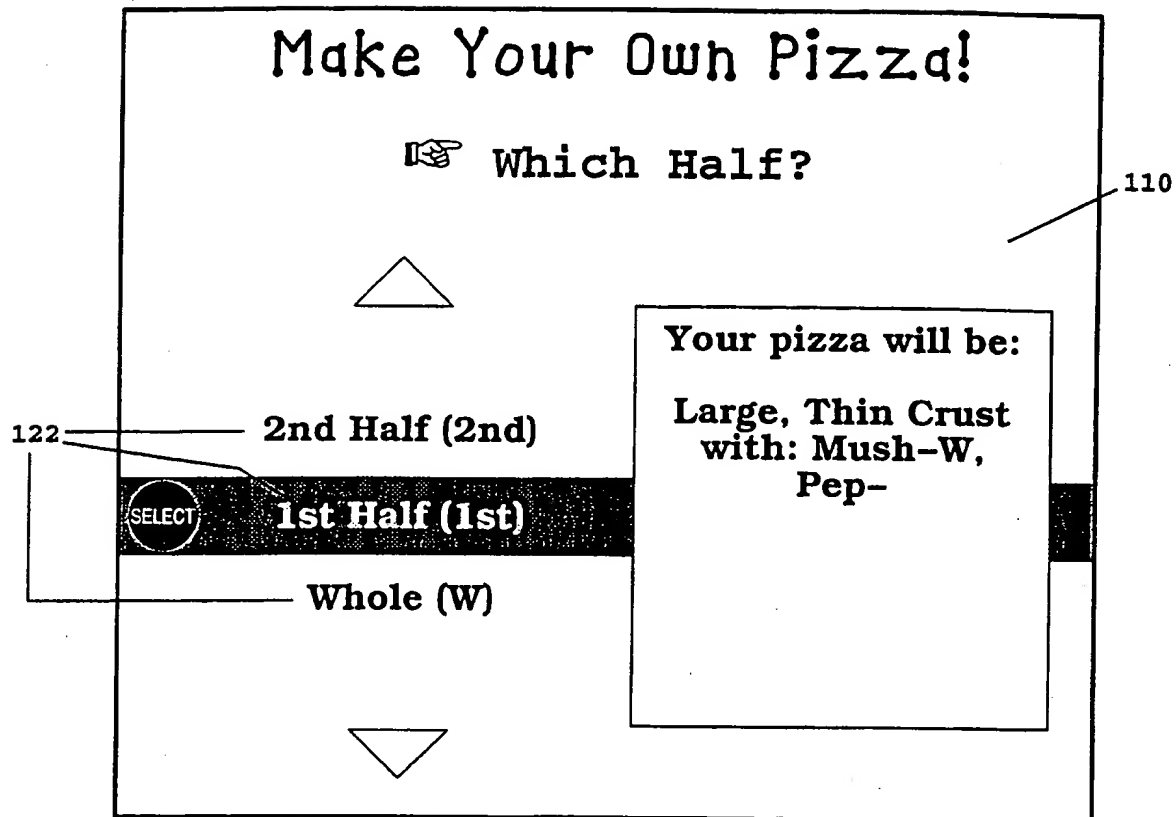 Make Your Own Pizza!
☞ Which Half?
110
Your pizza will be:
Large, Thin Crust
with: Mush–W,
Pep–
122
2nd Half (2nd)
SELECT
1st Half (1st)
Whole (W)